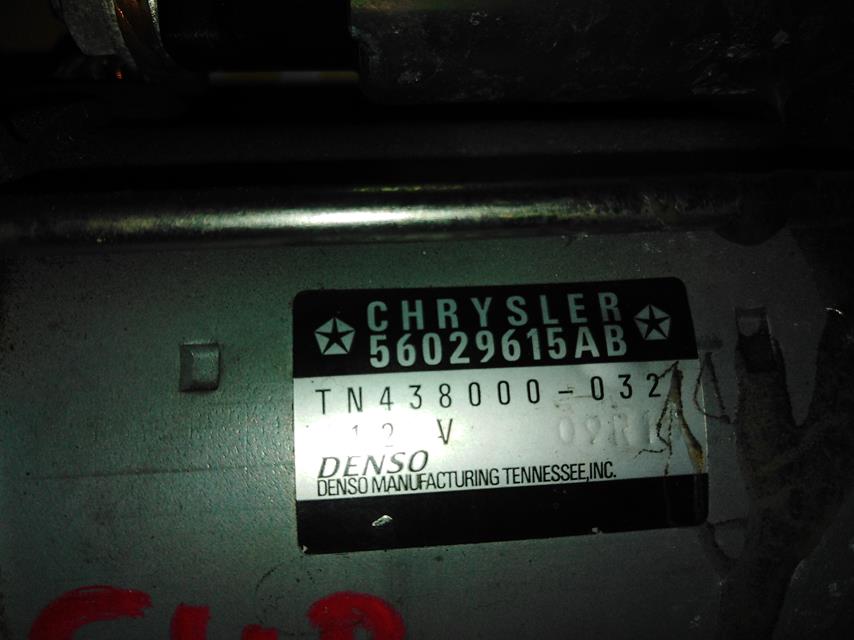 CHRYSLER
56029615AB
TN438000-032
12 V
DENSO
DENSO MANUFACTURING TENNESSEE,INC.